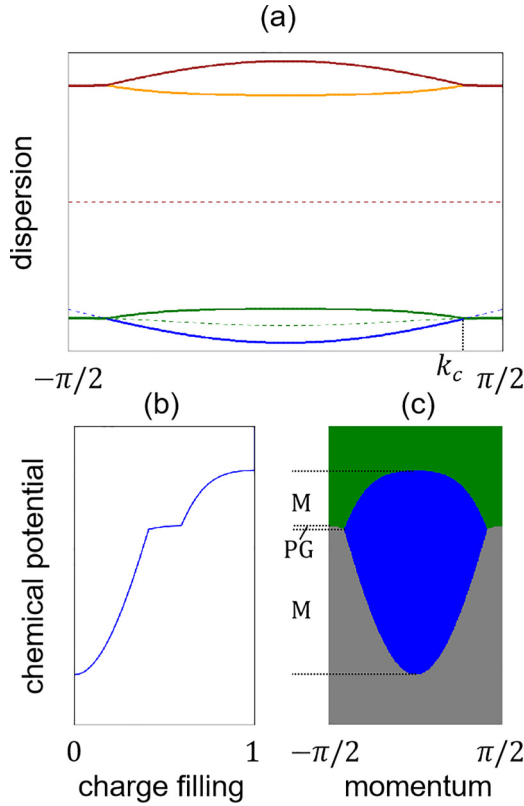 (a)
dispersion
−π/2
k_c
π/2
(b)
(c)
chemical potential
M
PG
M
0
1
−π/2
π/2
charge filling
momentum